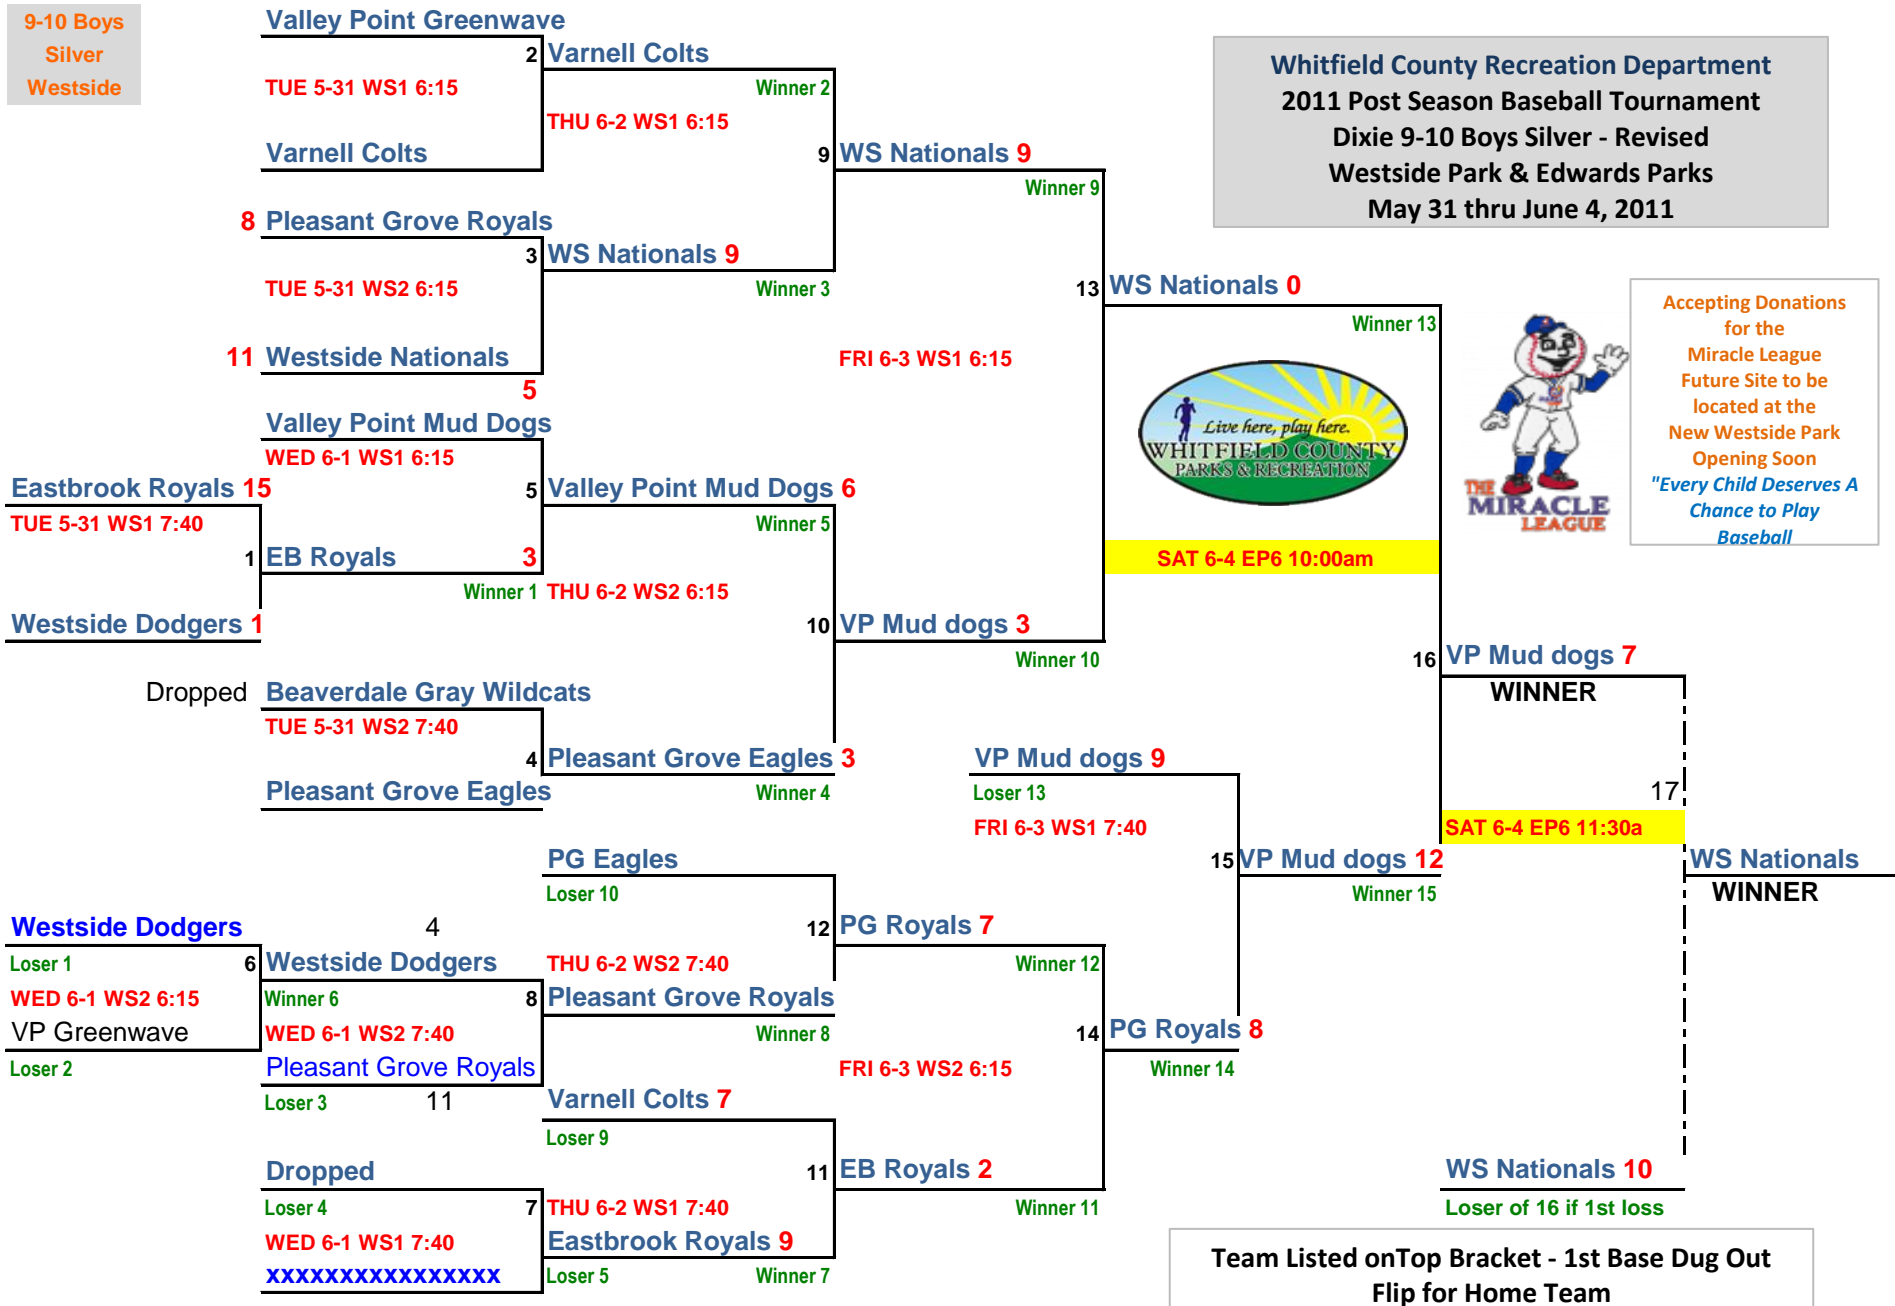 9-10 Boys
Silver
Westside
Whitfield County Recreation Department
2011 Post Season Baseball Tournament
Dixie 9-10 Boys Silver - Revised
Westside Park & Edwards Parks
May 31 thru June 4, 2011
Valley Point Greenwave
2 Varnell Colts
TUE 5-31 WS1 6:15
Winner 2
THU 6-2 WS1 6:15
Varnell Colts
9 WS Nationals 9
Winner 9
8 Pleasant Grove Royals
3 WS Nationals 9
TUE 5-31 WS2 6:15
Winner 3
13 WS Nationals 0
Winner 13
11 Westside Nationals
5
FRI 6-3 WS1 6:15
Accepting Donations
for the
Miracle League
Future Site to be
located at the
New Westside Park
Opening Soon
"Every Child Deserves A
Chance to Play
Baseball
Live here, play here.
WHITFIELD COUNTY
PARKS & RECREATION
THE
MIRACLE
LEAGUE
Valley Point Mud Dogs
WED 6-1 WS1 6:15
Eastbrook Royals 15
5 Valley Point Mud Dogs 6
TUE 5-31 WS1 7:40
Winner 5
1 EB Royals 3
SAT 6-4 EP6 10:00am
Winner 1 THU 6-2 WS2 6:15
Westside Dodgers 1
10 VP Mud dogs 3
Winner 10
16 VP Mud dogs 7
WINNER
Dropped Beaverdale Gray Wildcats
TUE 5-31 WS2 7:40
4 Pleasant Grove Eagles 3
VP Mud dogs 9
Pleasant Grove Eagles
Winner 4
Loser 13
17
FRI 6-3 WS1 7:40
SAT 6-4 EP6 11:30a
PG Eagles
15 VP Mud dogs 12
WS Nationals
Loser 10
Winner 15
WINNER
Westside Dodgers
4
12 PG Royals 7
Loser 1
6 Westside Dodgers
THU 6-2 WS2 7:40
Winner 12
WED 6-1 WS2 6:15
Winner 6
8 Pleasant Grove Royals
VP Greenwave
WED 6-1 WS2 7:40
Winner 8
14 PG Royals 8
Loser 2
Pleasant Grove Royals
FRI 6-3 WS2 6:15
Winner 14
Loser 3
11
Varnell Colts 7
Loser 9
Dropped
11 EB Royals 2
WS Nationals 10
Loser 4
7 THU 6-2 WS1 7:40
Winner 11
Loser of 16 if 1st loss
WED 6-1 WS1 7:40
Eastbrook Royals 9
xxxxxxxxxxxxxxxx
Loser 5
Winner 7
Team Listed onTop Bracket - 1st Base Dug Out
Flip for Home Team